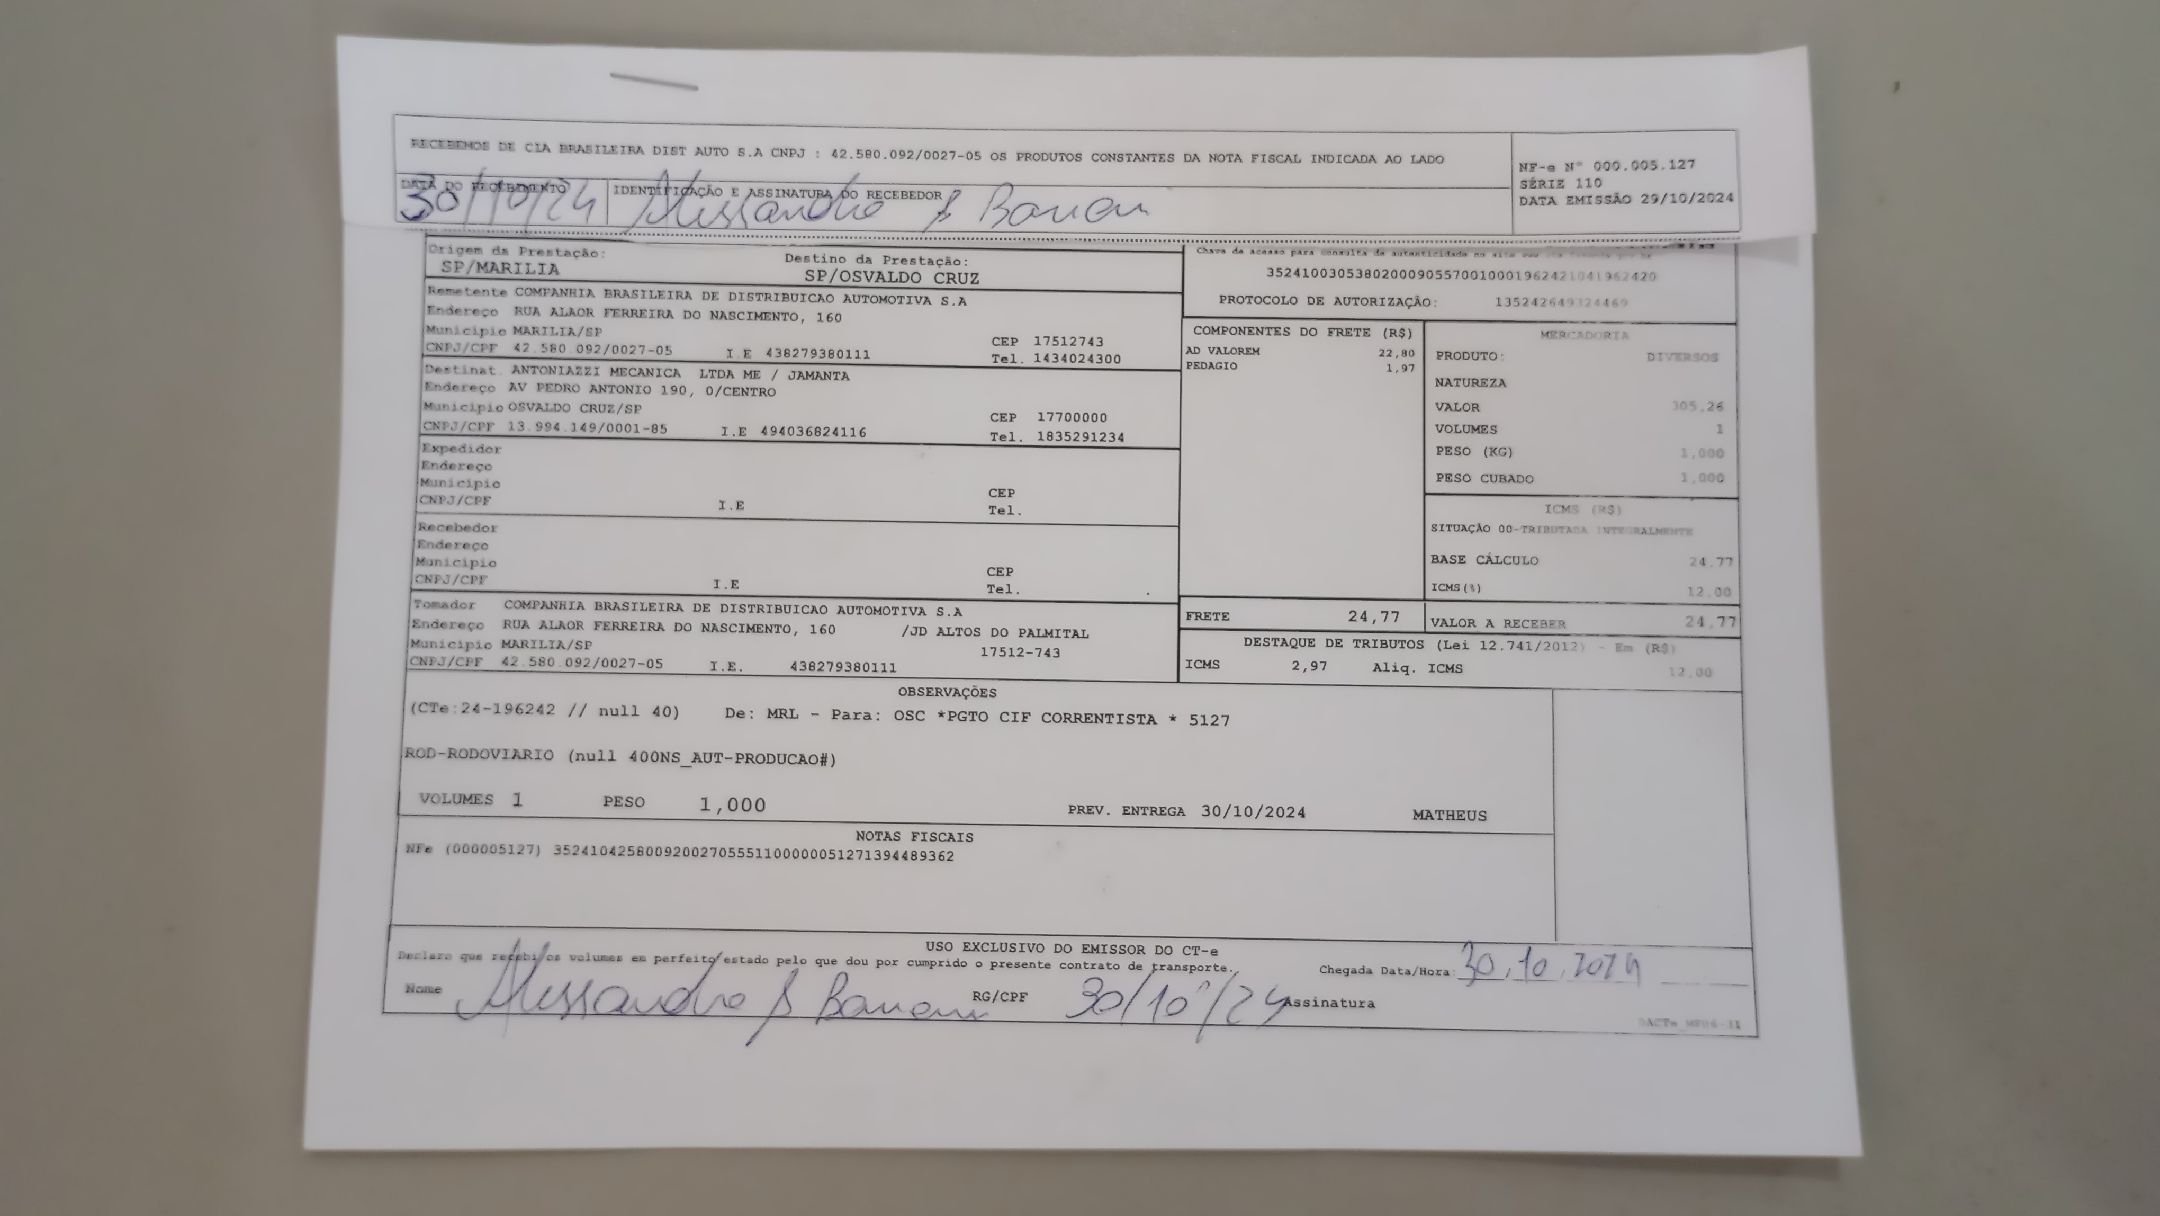 RECEBEMOS DE CIA BRASILEIRA DIST AUTO S.A CNPJ : 42.580.092/0027-05 OS PRODUTOS CONSTANTES DA NOTA FISCAL INDICADA AO LADO
NF-e Nº 000.005.127
SÉRIE 110
DATA EMISSÃO 29/10/2024
DATA DO RECEBIMENTO
IDENTIFICAÇÃO E ASSINATURA DO RECEBEDOR
30/10/24 Alessandro
Origem da Prestação:
SP/MARILIA
Destino da Prestação:
SP/OSVALDO CRUZ
Chave de acesso para consulta de autenticidade no site
PROTOCOLO DE AUTORIZAÇÃO:
Remetente COMPANHIA BRASILEIRA DE DISTRIBUICAO AUTOMOTIVA S.A
Endereço RUA ALAOR FERREIRA DO NASCIMENTO, 160
Municipio MARILIA/SP CEP 17512743
CNPJ/CPF 42.580.092/0027-05 I.E 438279380111 Tel. 1434024300
Destinat. ANTONIAZZI MECANICA LTDA ME / JAMANTA
Endereço AV PEDRO ANTONIO 190, 0/CENTRO
Municipio OSVALDO CRUZ/SP CEP 17700000
CNPJ/CPF 13.994.149/0001-85 I.E 494036824116 Tel. 1835291234
Expedidor
Endereço
Municipio CEP
CNPJ/CPF I.E Tel.
Recebedor
Endereço
Municipio CEP
CNPJ/CPF I.E Tel.
Tomador COMPANHIA BRASILEIRA DE DISTRIBUICAO AUTOMOTIVA S.A
Endereço RUA ALAOR FERREIRA DO NASCIMENTO, 160 /JD ALTOS DO PALMITAL
Municipio MARILIA/SP 17512-743
CNPJ/CPF 42.580.092/0027-05 I.E. 438279380111
COMPONENTES DO FRETE (R$)
AD VALOREM 22,80
PEDAGIO 1,97
MERCADORIA
PRODUTO: DIVERSOS
NATUREZA
VALOR 305,26
VOLUMES 1
PESO (KG) 1,000
PESO CUBADO 1,000
ICMS (R$)
SITUAÇÃO 00-TRIBUTADA INTEGRALMENTE
BASE CÁLCULO 24,77
ICMS(%) 12,00
FRETE 24,77
VALOR A RECEBER 24,77
DESTAQUE DE TRIBUTOS (Lei 12.741/2012) - Em (R$)
ICMS 2,97 Aliq. ICMS 12,00
OBSERVAÇÕES
(CTe:24-196242 // null 40) De: MRL - Para: OSC *PGTO CIF CORRENTISTA * 5127
ROD-RODOVIARIO (null 400NS_AUT-PRODUCAO#)
VOLUMES 1 PESO 1,000 PREV. ENTREGA 30/10/2024 MATHEUS
NOTAS FISCAIS
NFe (000005127) 35241042580092002705551100000051271394489362
USO EXCLUSIVO DO EMISSOR DO CT-e
Declaro que recebi os volumes em perfeito estado pelo que dou por cumprido o presente contrato de transporte.
Chegada Data/Hora: 30.10.2024
Nome Alessandro RG/CPF 30/10/24 Assinatura